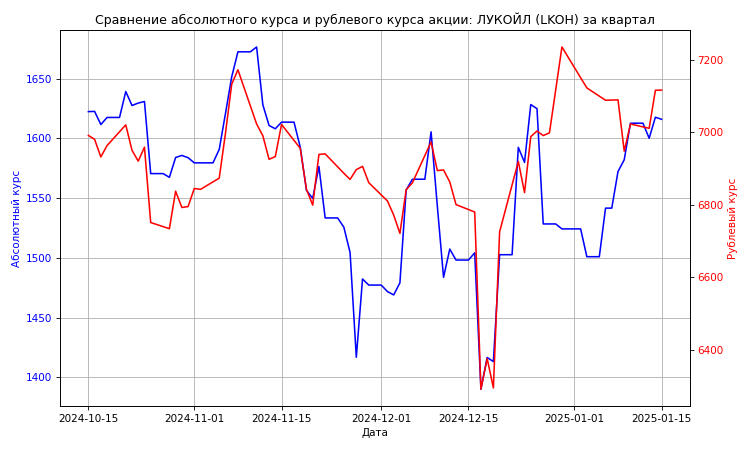 Сравнение абсолютного курса и рублевого курса акции: ЛУКОЙЛ (LKOH) за квартал
Абсолютный курс
1650
1600
1550
1500
1450
1400
7200
7000
6800
6600
6400
Рублевый курс
2024-10-15 2024-11-01 2024-11-15 2024-12-01 2024-12-15 2025-01-01 2025-01-15
Дата